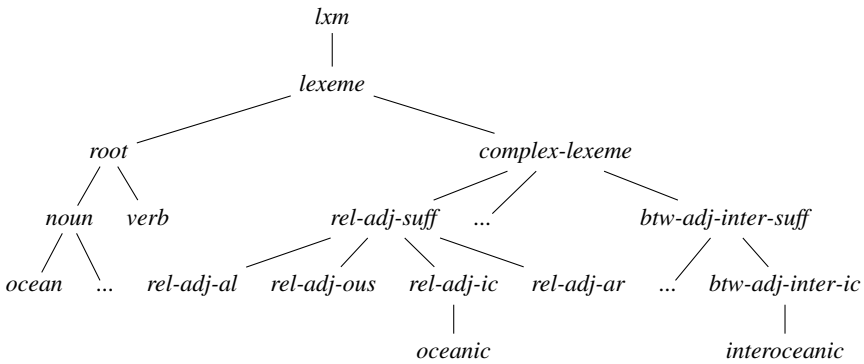 lxm
lexeme
root complex-lexeme
noun verb rel-adj-suff ... btw-adj-inter-suff
ocean ... rel-adj-al rel-adj-ous rel-adj-ic rel-adj-ar ... btw-adj-inter-ic
oceanic interoceanic